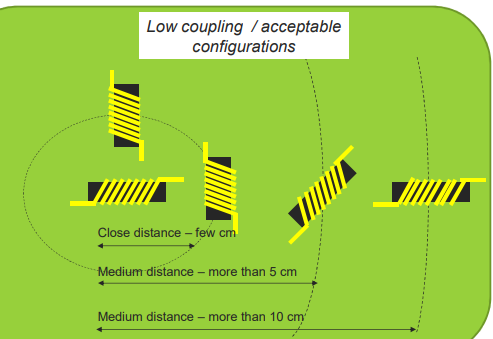 Low coupling / acceptable
configurations
Close distance – few cm
Medium distance – more than 5 cm
Medium distance – more than 10 cm